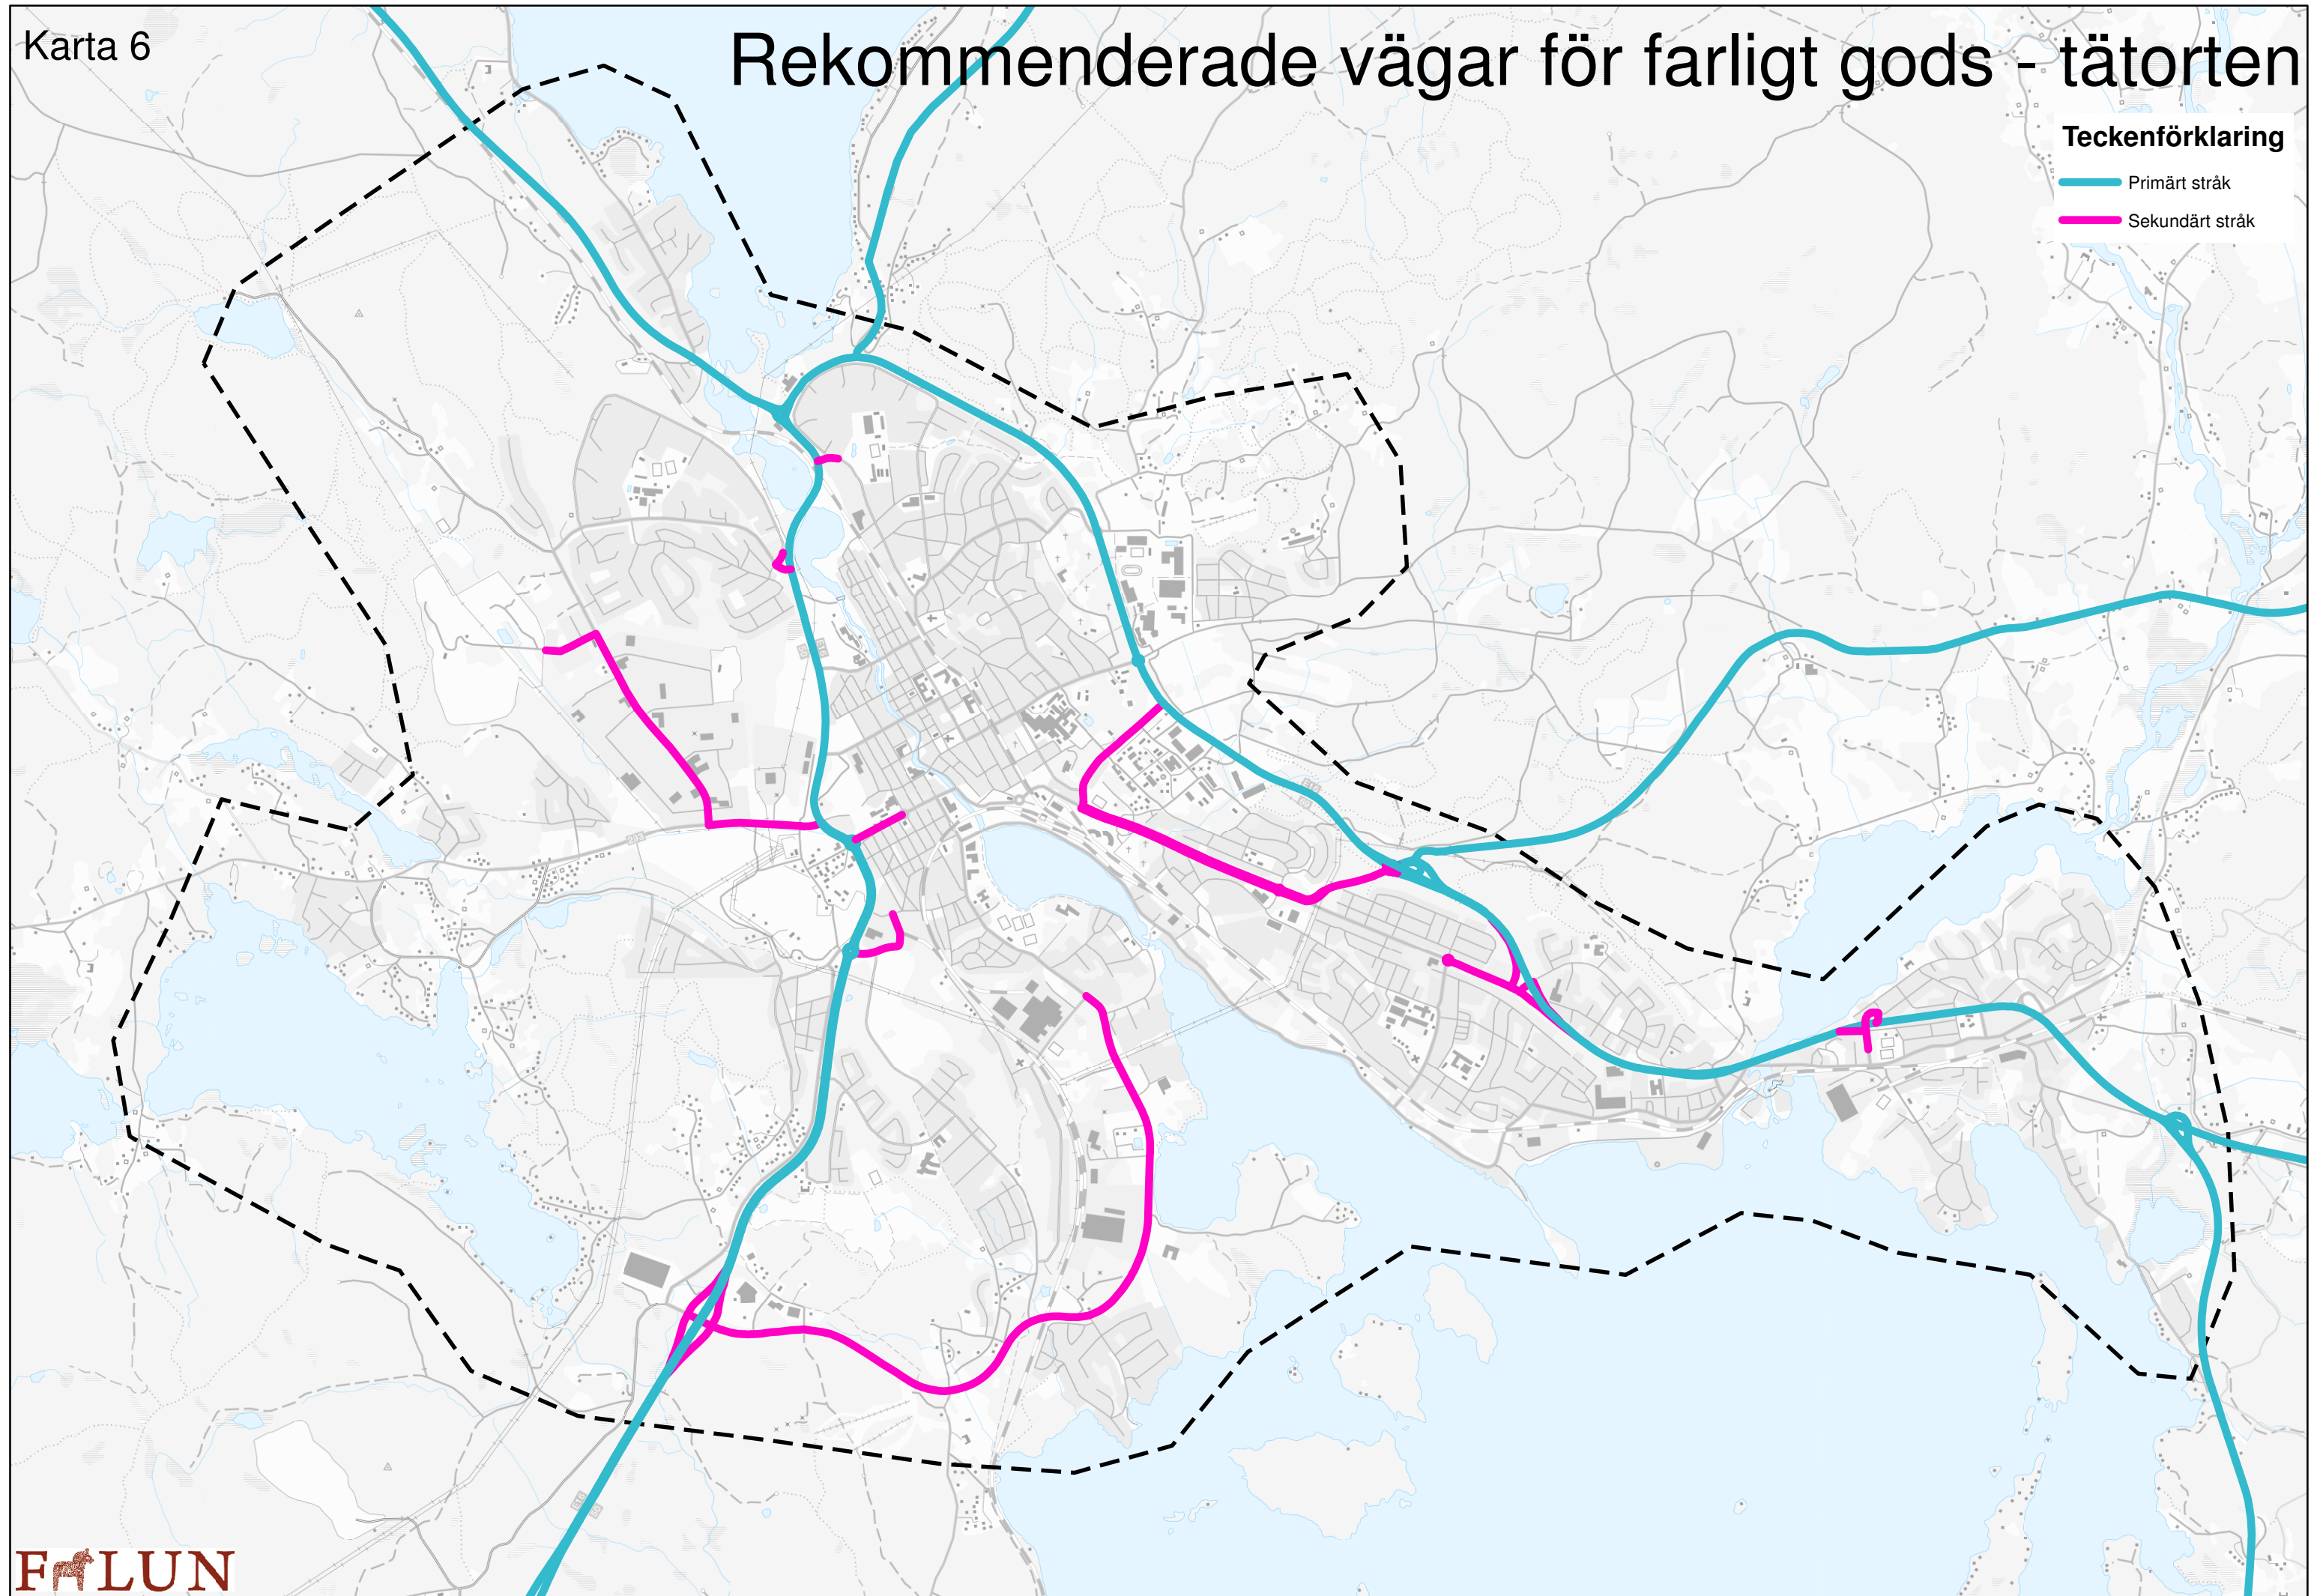 Karta 6
Rekommenderade vägar för farligt gods - tätorten
Teckenförklaring
Primärt stråk
Sekundärt stråk
FALUN